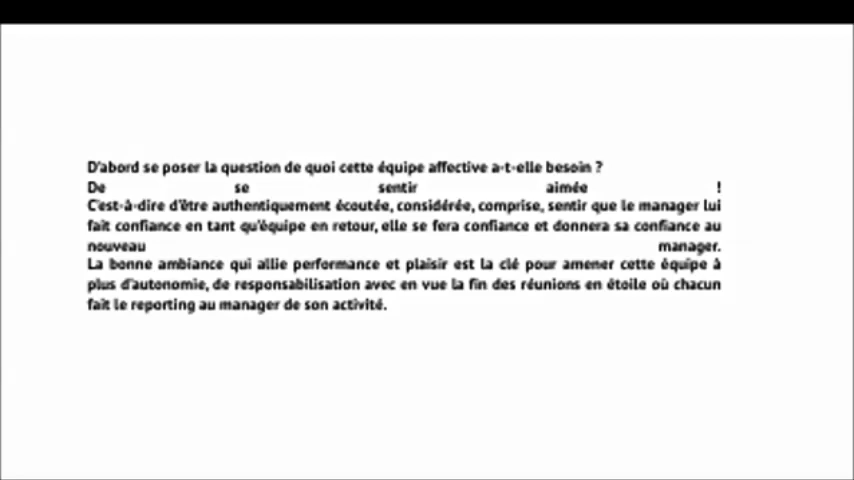 D'abord se poser la question de quoi cette équipe affective a-t-elle besoin ?
De se sentir aimée !
C'est-à-dire d'être authentiquement écoutée, considérée, comprise, sentir que le manager lui
fait confiance en tant qu'équipe en retour, elle se fera confiance et donnera sa confiance au
nouveau manager.
La bonne ambiance qui allie performance et plaisir est la clé pour amener cette équipe à
plus d'autonomie, de responsabilisation avec en vue la fin des réunions en étoile où chacun
fait le reporting au manager de son activité.